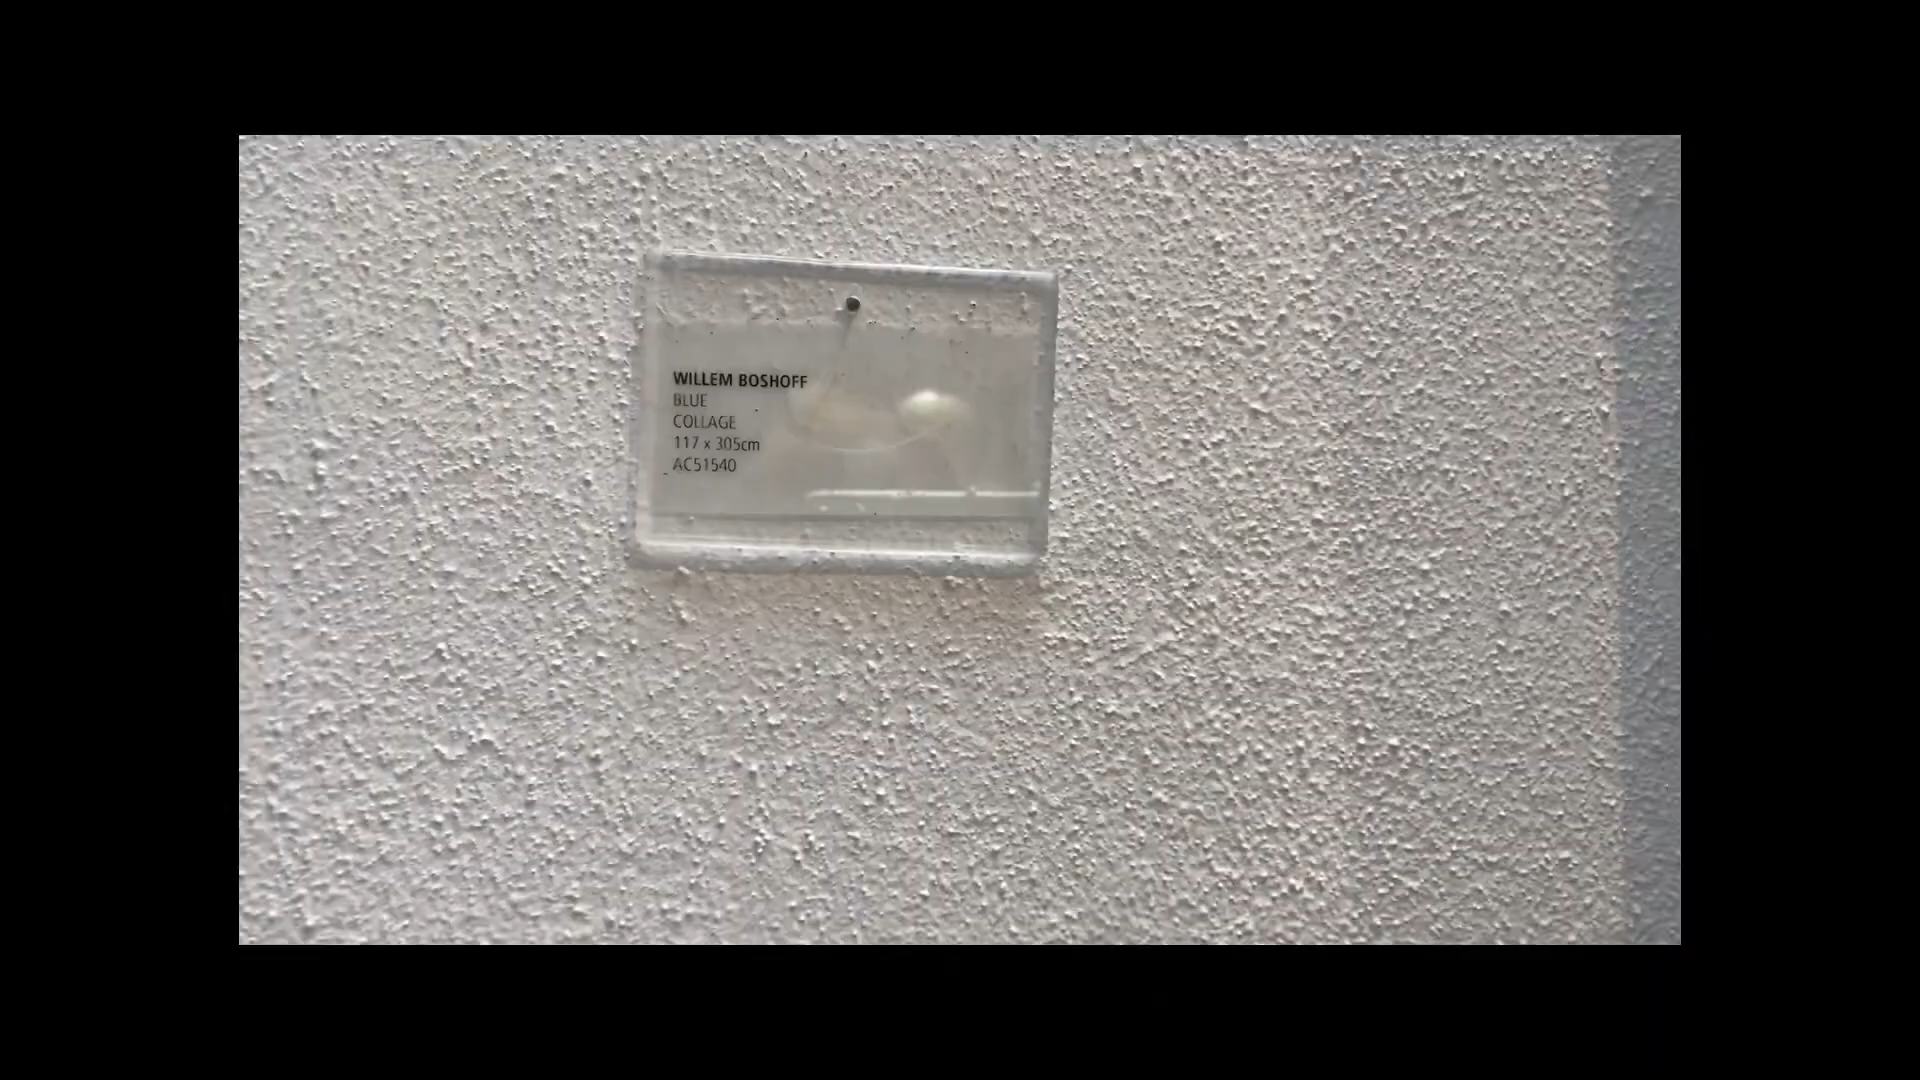 WILLEM BOSHOFF
BLUE
COLLAGE
117 x 305cm
AC51540